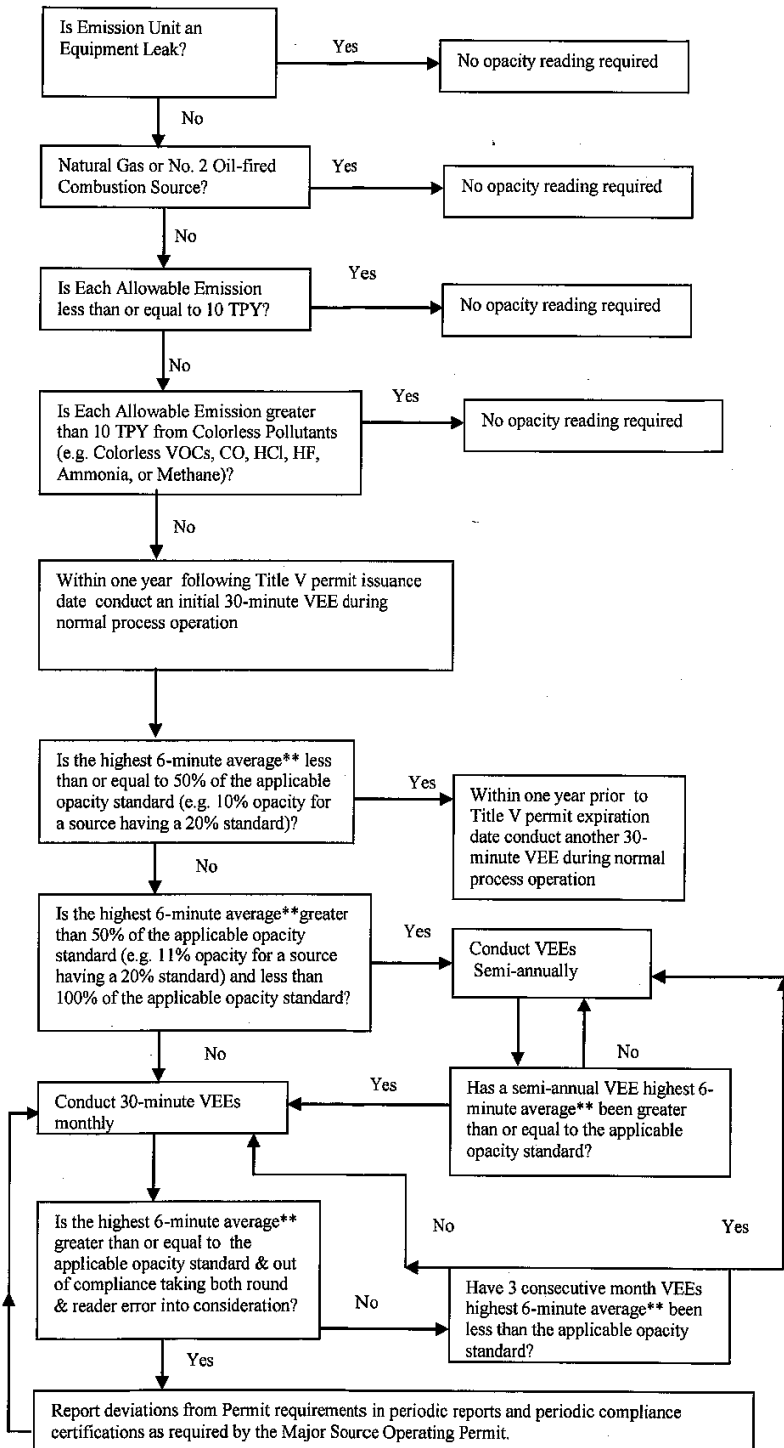 Is Emission Unit an
Equipment Leak?
Yes
No opacity reading required
No
Natural Gas or No. 2 Oil-fired
Combustion Source?
Yes
No opacity reading required
No
Is Each Allowable Emission
less than or equal to 10 TPY?
Yes
No opacity reading required
No
Is Each Allowable Emission greater
than 10 TPY from Colorless Pollutants
(e.g. Colorless VOCs, CO, HCl, HF,
Ammonia, or Methane)?
Yes
No opacity reading required
No
Within one year following Title V permit issuance
date conduct an initial 30-minute VEE during
normal process operation
Is the highest 6-minute average** less
than or equal to 50% of the applicable
opacity standard (e.g. 10% opacity for
a source having a 20% standard)?
Yes
Within one year prior to
Title V permit expiration
date conduct another 30-
minute VEE during normal
process operation
No
Is the highest 6-minute average**greater
than 50% of the applicable opacity
standard (e.g. 11% opacity for a source
having a 20% standard) and less than
100% of the applicable opacity standard?
Yes
Conduct VEEs
Semi-annually
No
No
Has a semi-annual VEE highest 6-
minute average** been greater
than or equal to the applicable
opacity standard?
Yes
Conduct 30-minute VEEs
monthly
Is the highest 6-minute average**
greater than or equal to the
applicable opacity standard & out
of compliance taking both round
& reader error into consideration?
No
No
Yes
Have 3 consecutive month VEEs
highest 6-minute average** been
less than the applicable opacity
standard?
Yes
Report deviations from Permit requirements in periodic reports and periodic compliance
certifications as required by the Major Source Operating Permit.